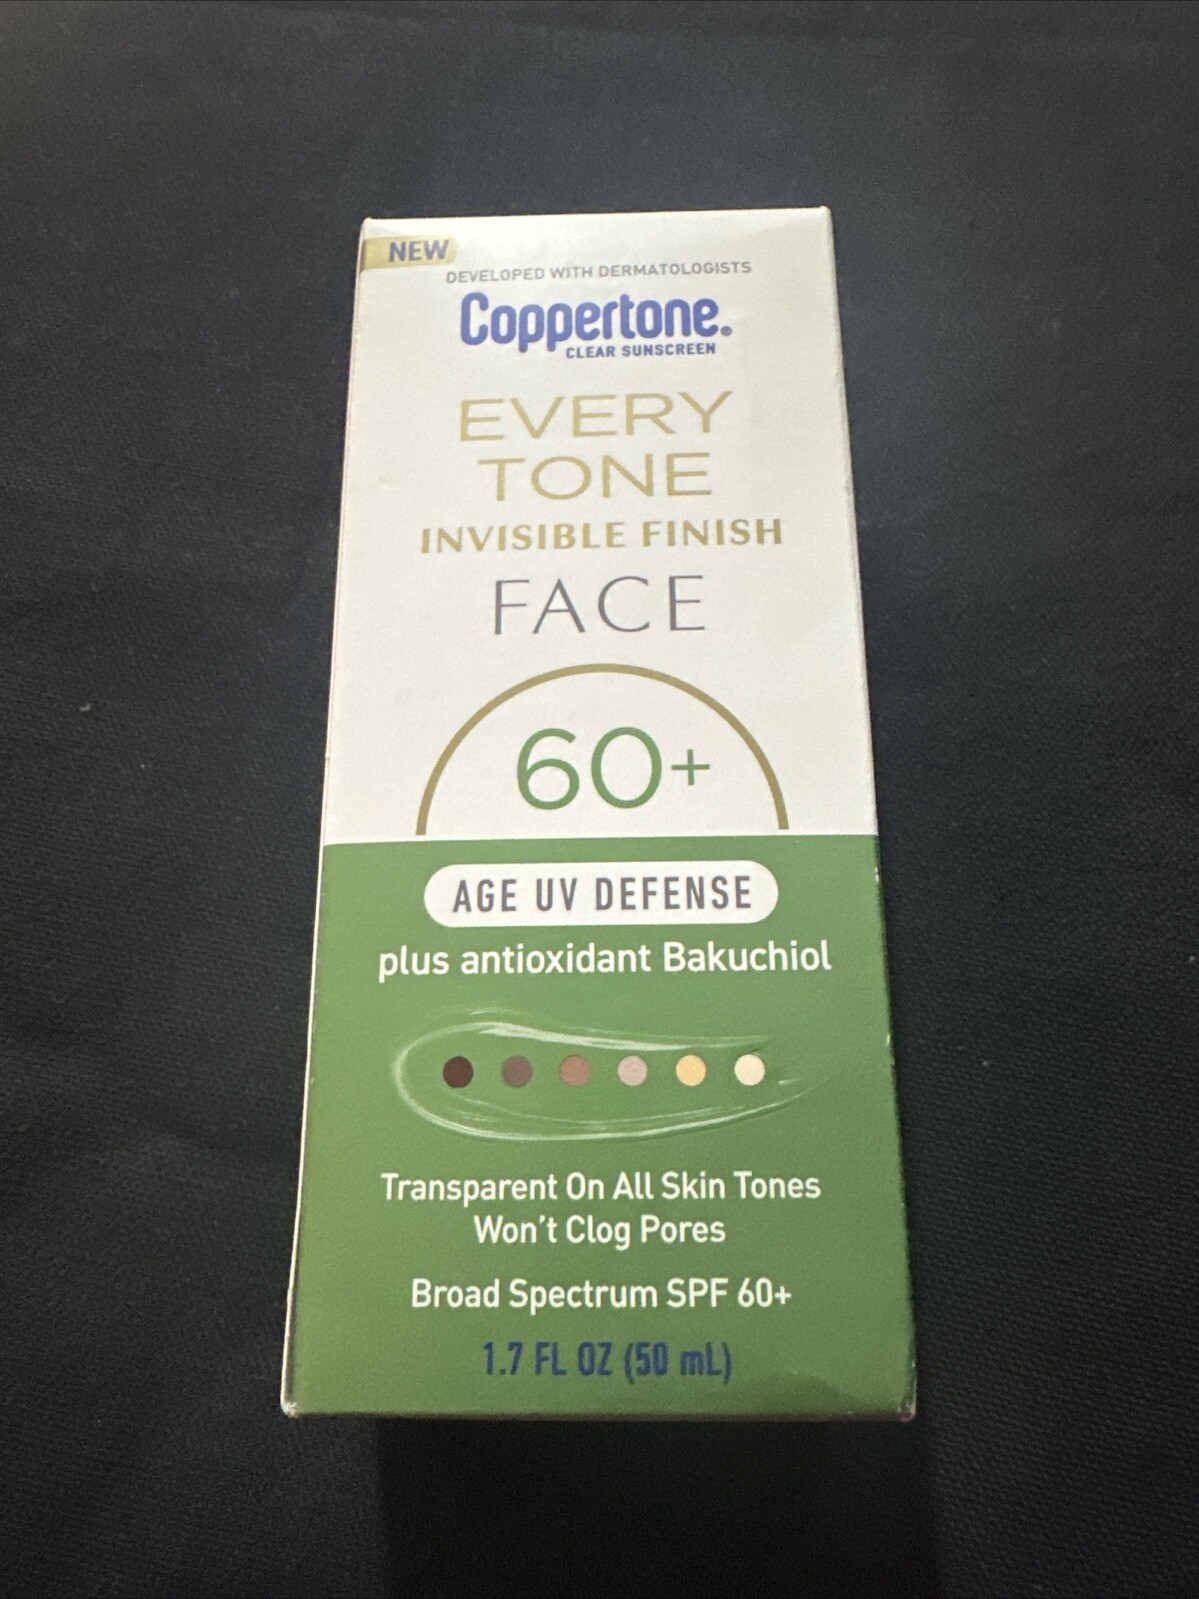 NEW
DEVELOPED WITH DERMATOLOGISTS
Coppertone®
CLEAR SUNSCREEN
EVERY
TONE
INVISIBLE FINISH
FACE
60+
AGE UV DEFENSE
plus antioxidant Bakuchiol
Transparent On All Skin Tones
Won't Clog Pores
Broad Spectrum SPF 60+
1.7 FL OZ (50 mL)